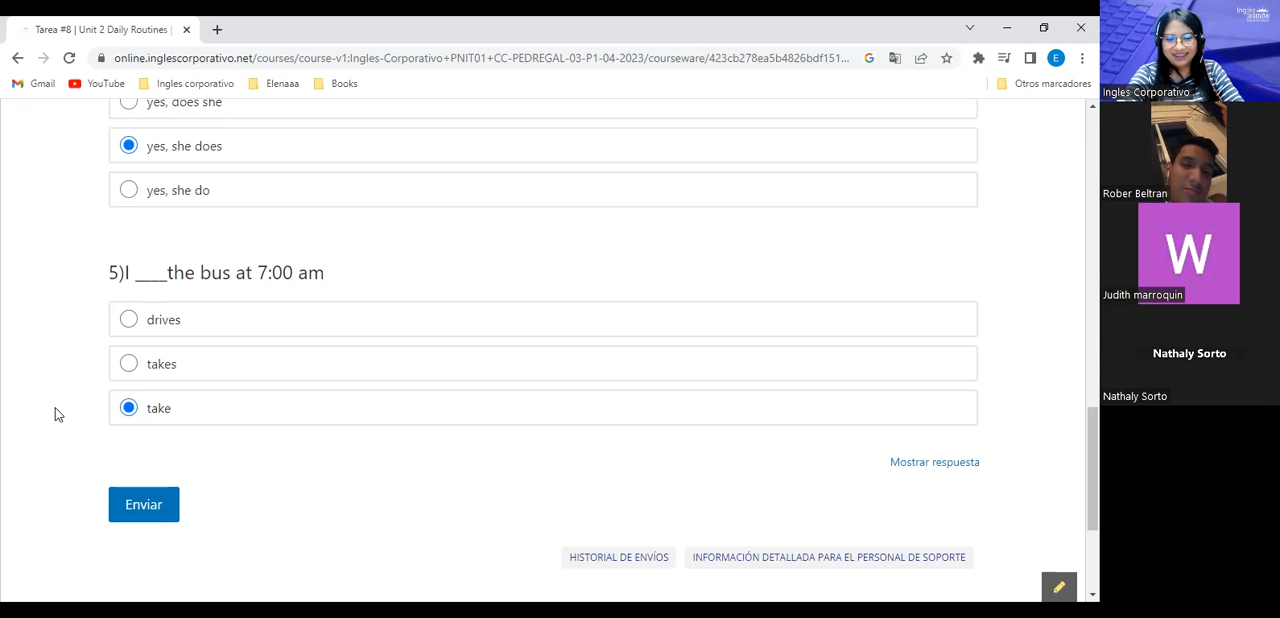 Tarea #8 | Unit 2 Daily Routines |
online.inglescorporativo.net/courses/course-v1:Ingles-Corporativo+PNIT01+CC-PEDREGAL-03-P1-04-2023/courseware/423cb278ea5b4826bdf151...
E
Gmail
YouTube
Ingles corporativo
Elenaaa
Books
Otros marcadores
yes, does she
yes, she does
yes, she do
5)I ____the bus at 7:00 am
drives
takes
take
Mostrar respuesta
Enviar
HISTORIAL DE ENVÍOS
INFORMACIÓN DETALLADA PARA EL PERSONAL DE SOPORTE
Ingles
Ingles Corporativo
Rober Beltran
W
Judith marroquin
Nathaly Sorto
Nathaly Sorto